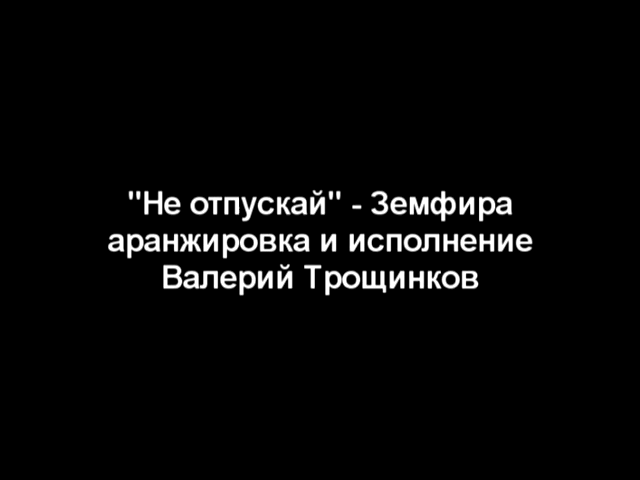 "Не отпускай" - Земфира
аранжировка и исполнение
Валерий Трощинков